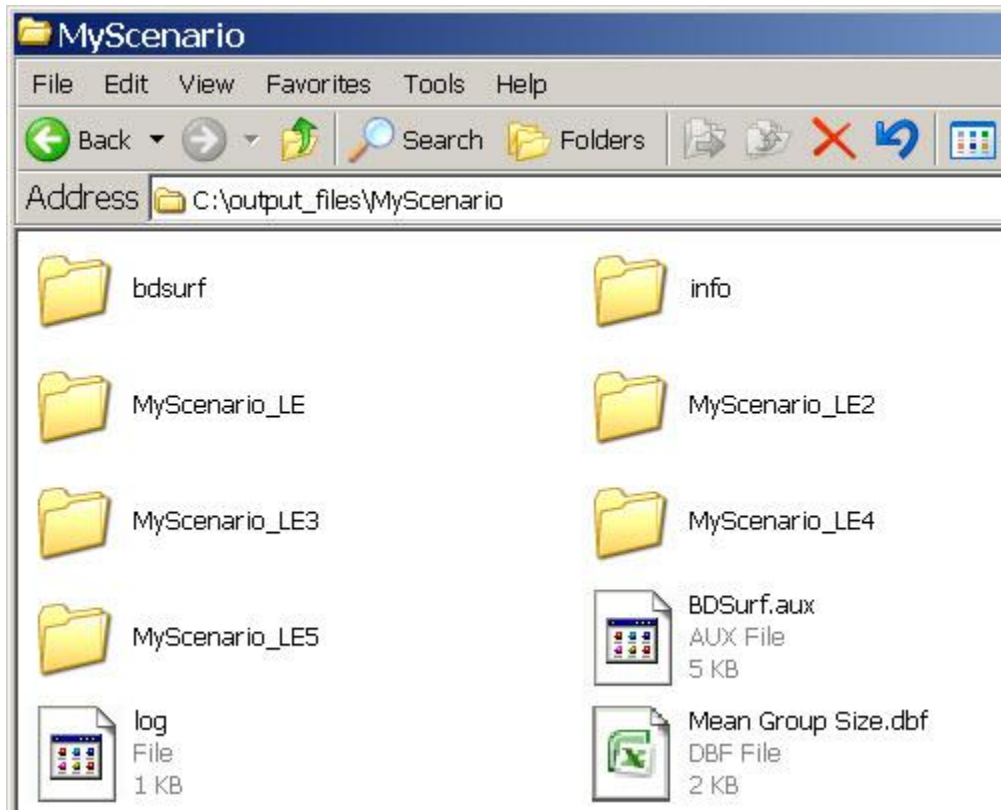 MyScenario
File Edit View Favorites Tools Help
Back Search Folders
Address C:\output_files\MyScenario
bdsurf info
MyScenario_LE MyScenario_LE2
MyScenario_LE3 MyScenario_LE4
MyScenario_LE5
BDSurf.aux
AUX File
5 KB
log
File
1 KB
Mean Group Size.dbf
DBF File
2 KB